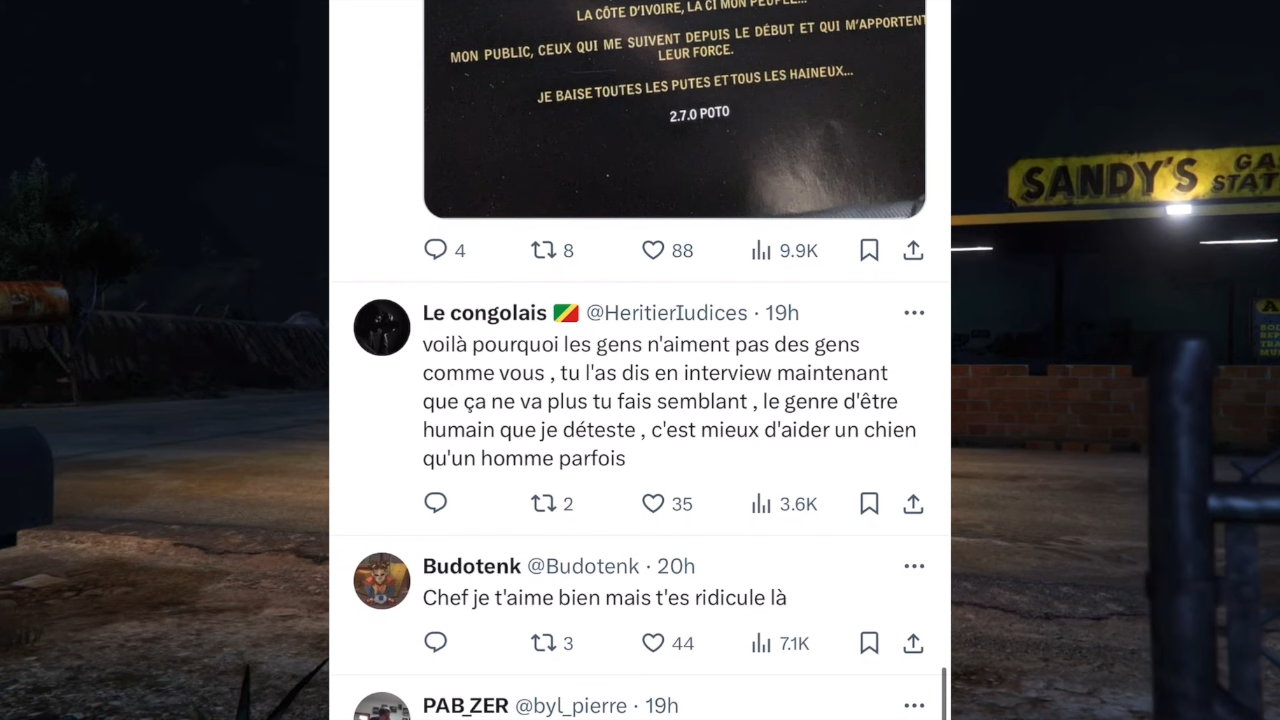 LA CÔTE D'IVOIRE, LA CI MON PEUPLE...
MON PUBLIC, CEUX QUI ME SUIVENT DEPUIS LE DÉBUT ET QUI M'APPORTENT
LEUR FORCE.
JE BAISE TOUTES LES PUTES ET TOUS LES HAINEUX...
2.7.0 POTO
4 8 88 9.9K
Le congolais @HeritierIudices · 19h
voilà pourquoi les gens n'aiment pas des gens
comme vous , tu l'as dis en interview maintenant
que ça ne va plus tu fais semblant , le genre d'être
humain que je déteste , c'est mieux d'aider un chien
qu'un homme parfois
2 35 3.6K
Budotenk @Budotenk · 20h
Chef je t'aime bien mais t'es ridicule là
3 44 7.1K
PAB_ZER @byl_pierre · 19h
SANDY'S